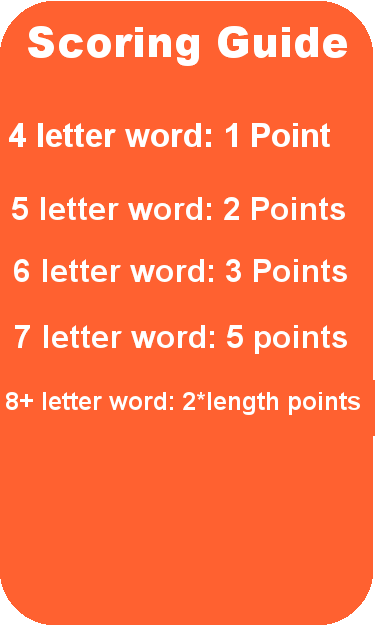 Scoring Guide
4 letter word: 1 Point
5 letter word: 2 Points
6 letter word: 3 Points
7 letter word: 5 points
8+ letter word: 2*length points